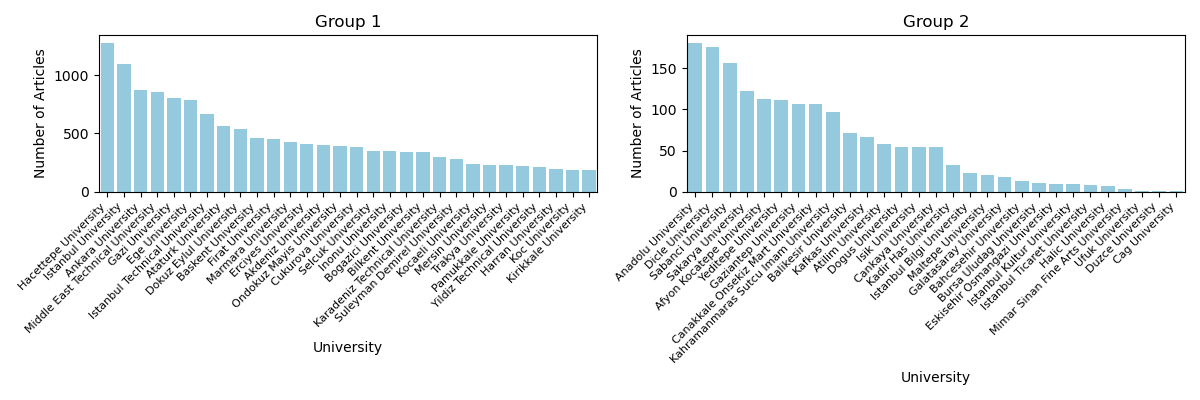 Group 1
Number of Articles
1000
500
0
Hacettepe University
Istanbul University
Ankara University
Middle East Technical University
Gazi University
Ege University
Istanbul Technical University
Ataturk University
Dokuz Eylul University
Baskent University
Firat University
Marmara University
Erciyes University
Akdeniz University
Ondokuz Mayis University
Cukurova University
Selcuk University
Inonu University
Bogazici University
Bilkent University
Karadeniz Technical University
Suleyman Demirel University
Kocaeli University
Mersin University
Trakya University
Pamukkale University
Yildiz Technical University
Harran University
Koc University
Kirikkale University
University
Group 2
Number of Articles
150
100
50
0
Anadolu University
Dicle University
Sabanci University
Sakarya University
Afyon Kocatepe University
Yeditepe University
Gaziantep University
Canakkale Onsekiz Mart University
Kahramanmaras Sutcu Imam University
Balikesir University
Kafkas University
Atilim University
Dogus University
Isik University
Cankaya University
Kadir Has University
Istanbul Bilgi University
Maltepe University
Galatasaray University
Bahcesehir University
Bursa Uludag University
Eskisehir Osmangazi University
Istanbul Kultur University
Istanbul Ticaret University
Halic University
Mimar Sinan Fine Arts University
Ufuk University
Duzce University
Cag University
University